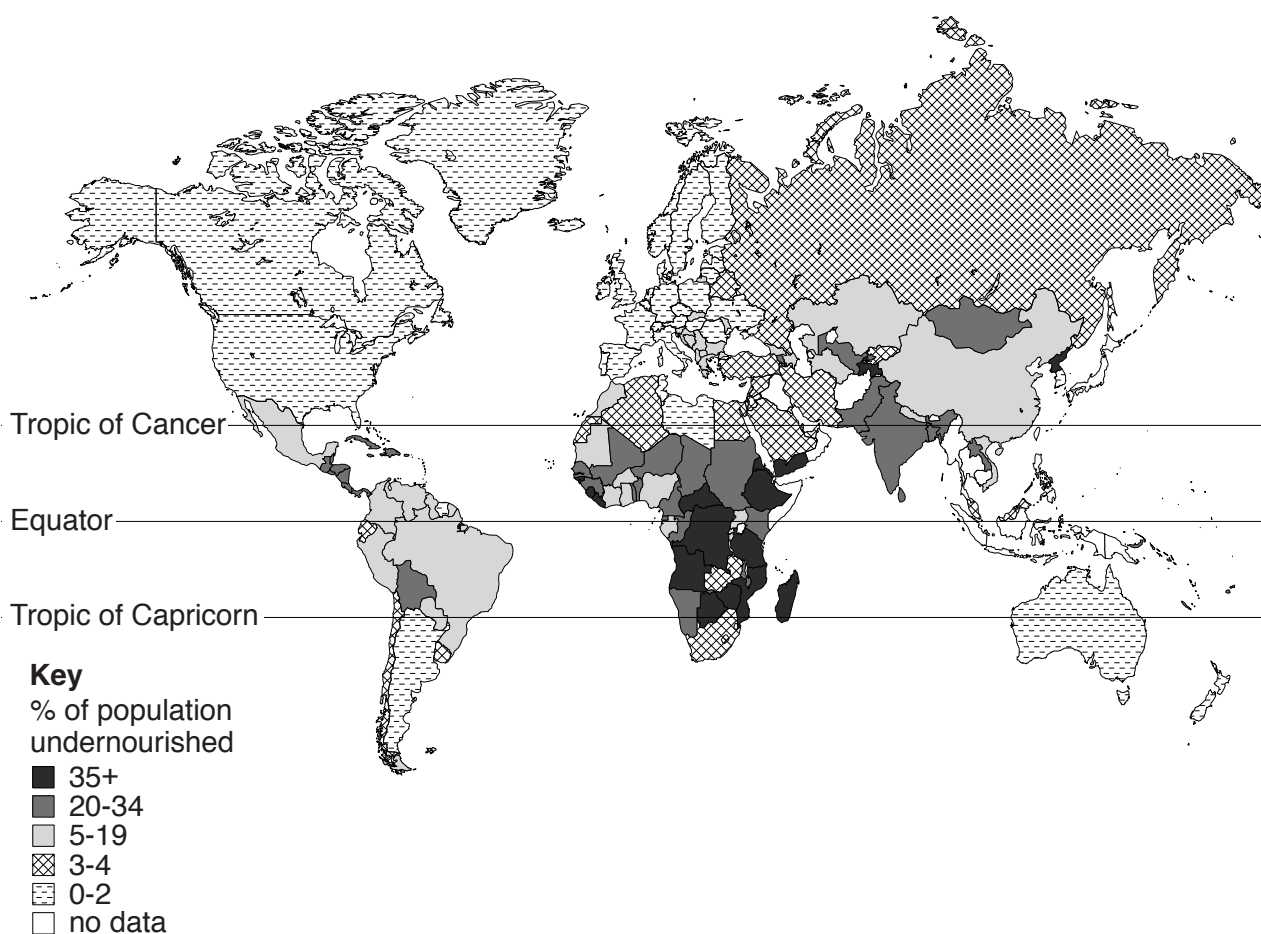 Tropic of Cancer
Equator
Tropic of Capricorn
Key
% of population
undernourished
35+
20-34
5-19
3-4
0-2
no data